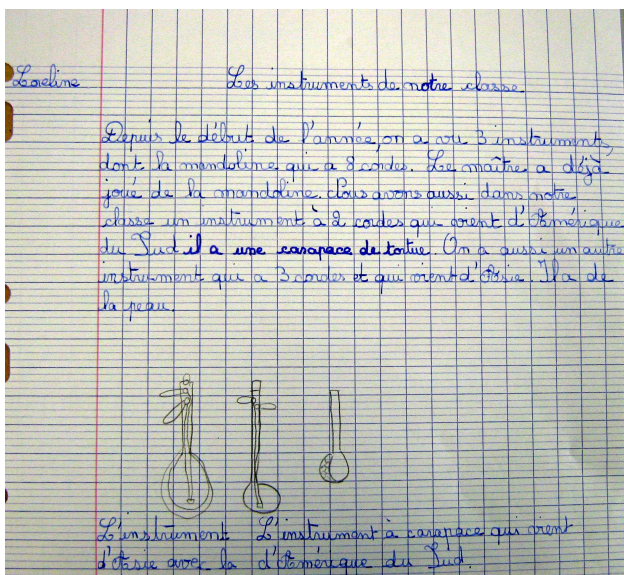 Loeline Les instruments de notre classe
Depuis le début de l'année, on a vu 3 instruments,
dont la mandoline qui a 8 cordes. Le maître a déjà
joué de la mandoline. Nous avons aussi dans notre
classe un instrument à 2 cordes qui vient d'Amérique
du Sud il a une carapace de tortue. On a aussi un autre
instrument qui a 3 cordes et qui vient d'Asie. Il a de
la peau.
L'instrument L'instrument à carapace qui vient
d'Asie avec la d'Amérique du Sud.